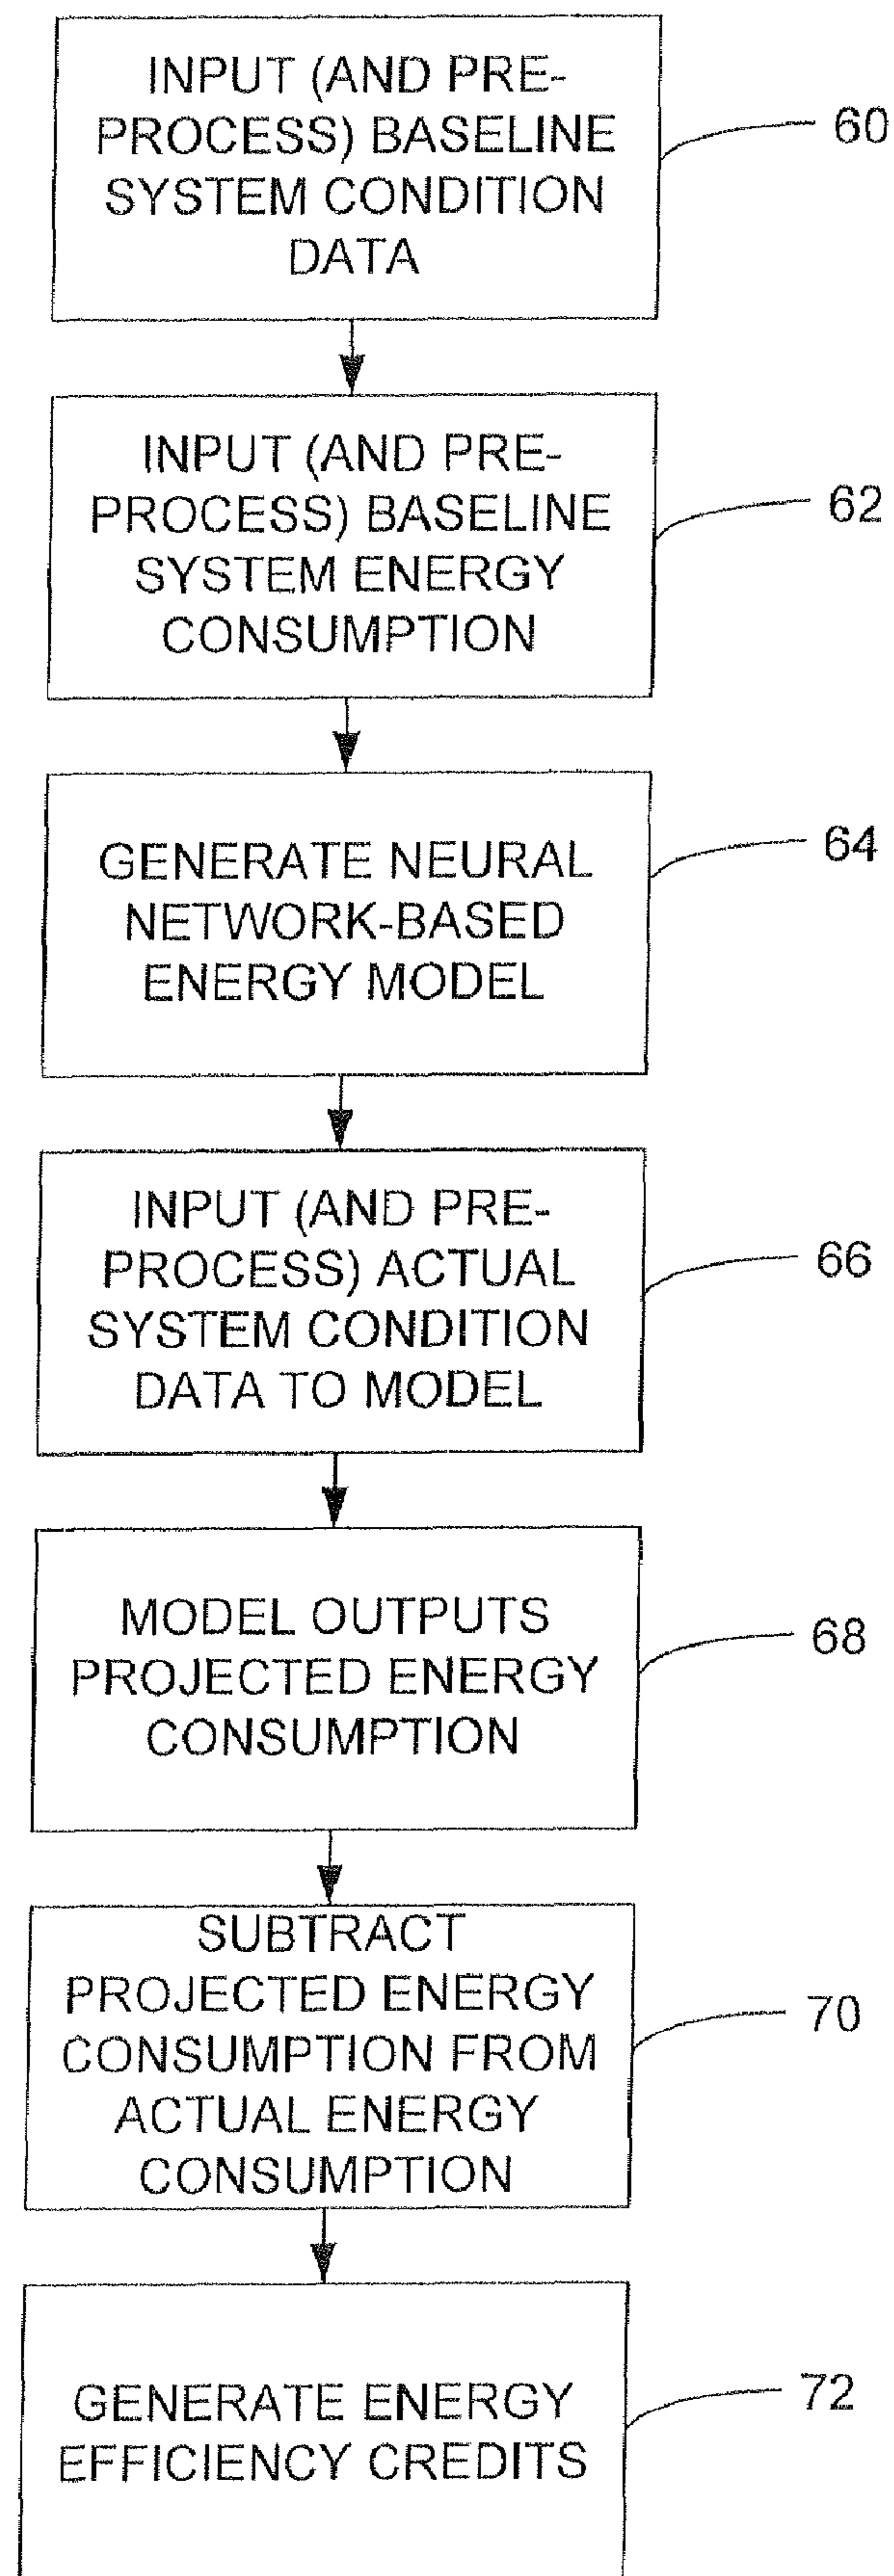 INPUT (AND PRE-
PROCESS) BASELINE
SYSTEM CONDITION
DATA
60
INPUT (AND PRE-
PROCESS) BASELINE
SYSTEM ENERGY
CONSUMPTION
62
GENERATE NEURAL
NETWORK-BASED
ENERGY MODEL
64
INPUT (AND PRE-
PROCESS) ACTUAL
SYSTEM CONDITION
DATA TO MODEL
66
MODEL OUTPUTS
PROJECTED ENERGY
CONSUMPTION
68
SUBTRACT
PROJECTED ENERGY
CONSUMPTION FROM
ACTUAL ENERGY
CONSUMPTION
70
GENERATE ENERGY
EFFICIENCY CREDITS
72